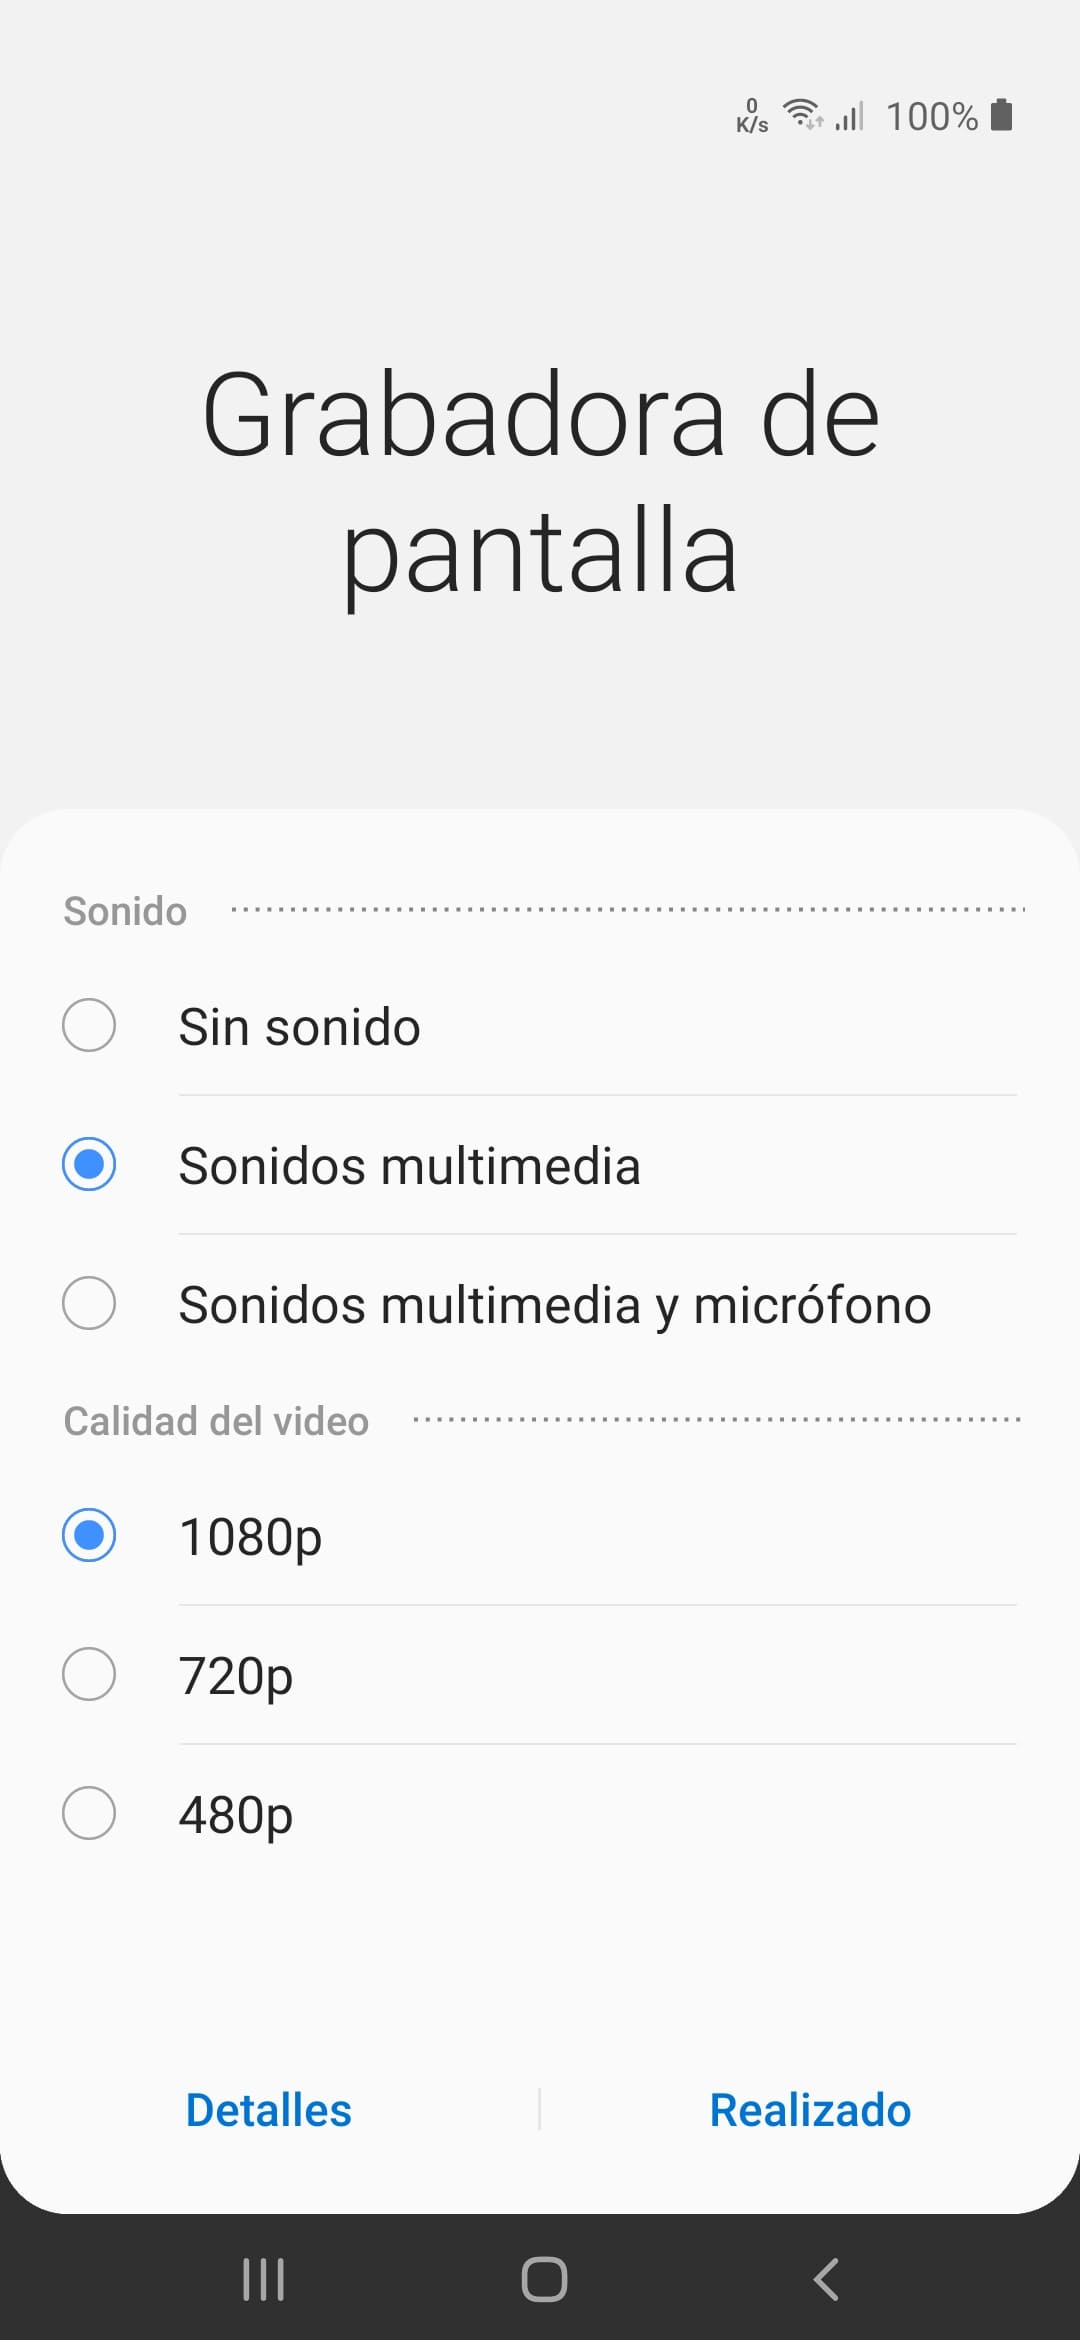 0
K/s
100%
Grabadora de
pantalla
Sonido
Sin sonido
Sonidos multimedia
Sonidos multimedia y micrófono
Calidad del video
1080p
720p
480p
Detalles
Realizado